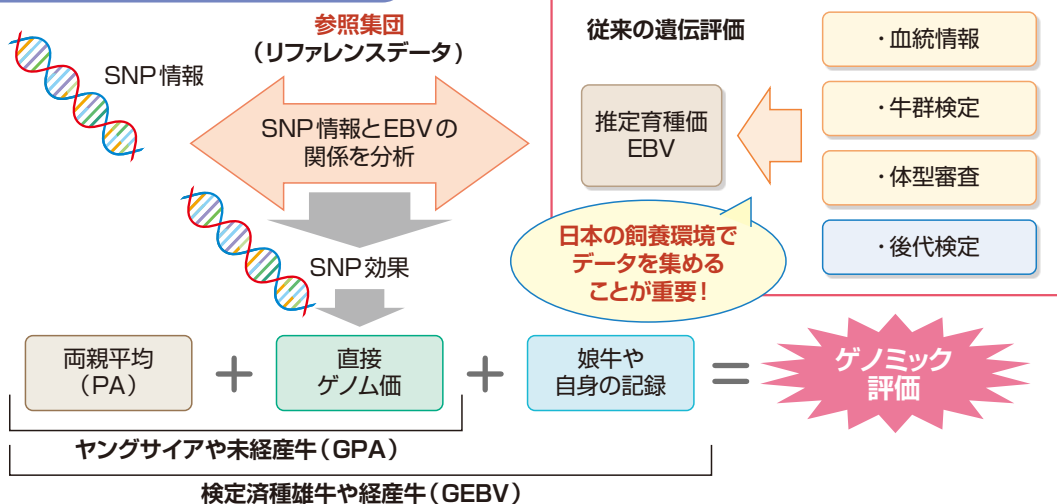 参照集団
(リファレンスデータ)
SNP情報
SNP情報とEBVの
関係を分析
SNP効果
従来の遺伝評価
推定育種価
EBV
・血統情報
・牛群検定
・体型審査
・後代検定
日本の飼養環境で
データを集める
ことが重要!
両親平均
(PA)
+
直接
ゲノム価
+
娘牛や
自身の記録
=
ゲノミック
評価
ヤングサイアや未経産牛(GPA)
検定済種雄牛や経産牛(GEBV)